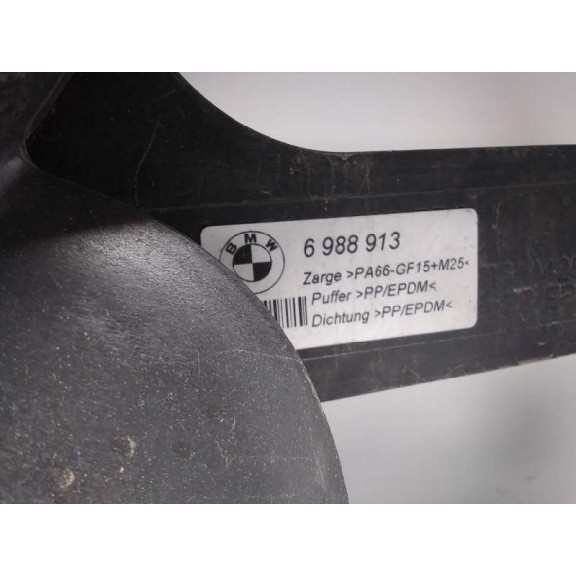 BMW
6 988 913
Zarge >PA66-GF15+M25<
Puffer >PP/EPDM<
Dichtung >PP/EPDM<